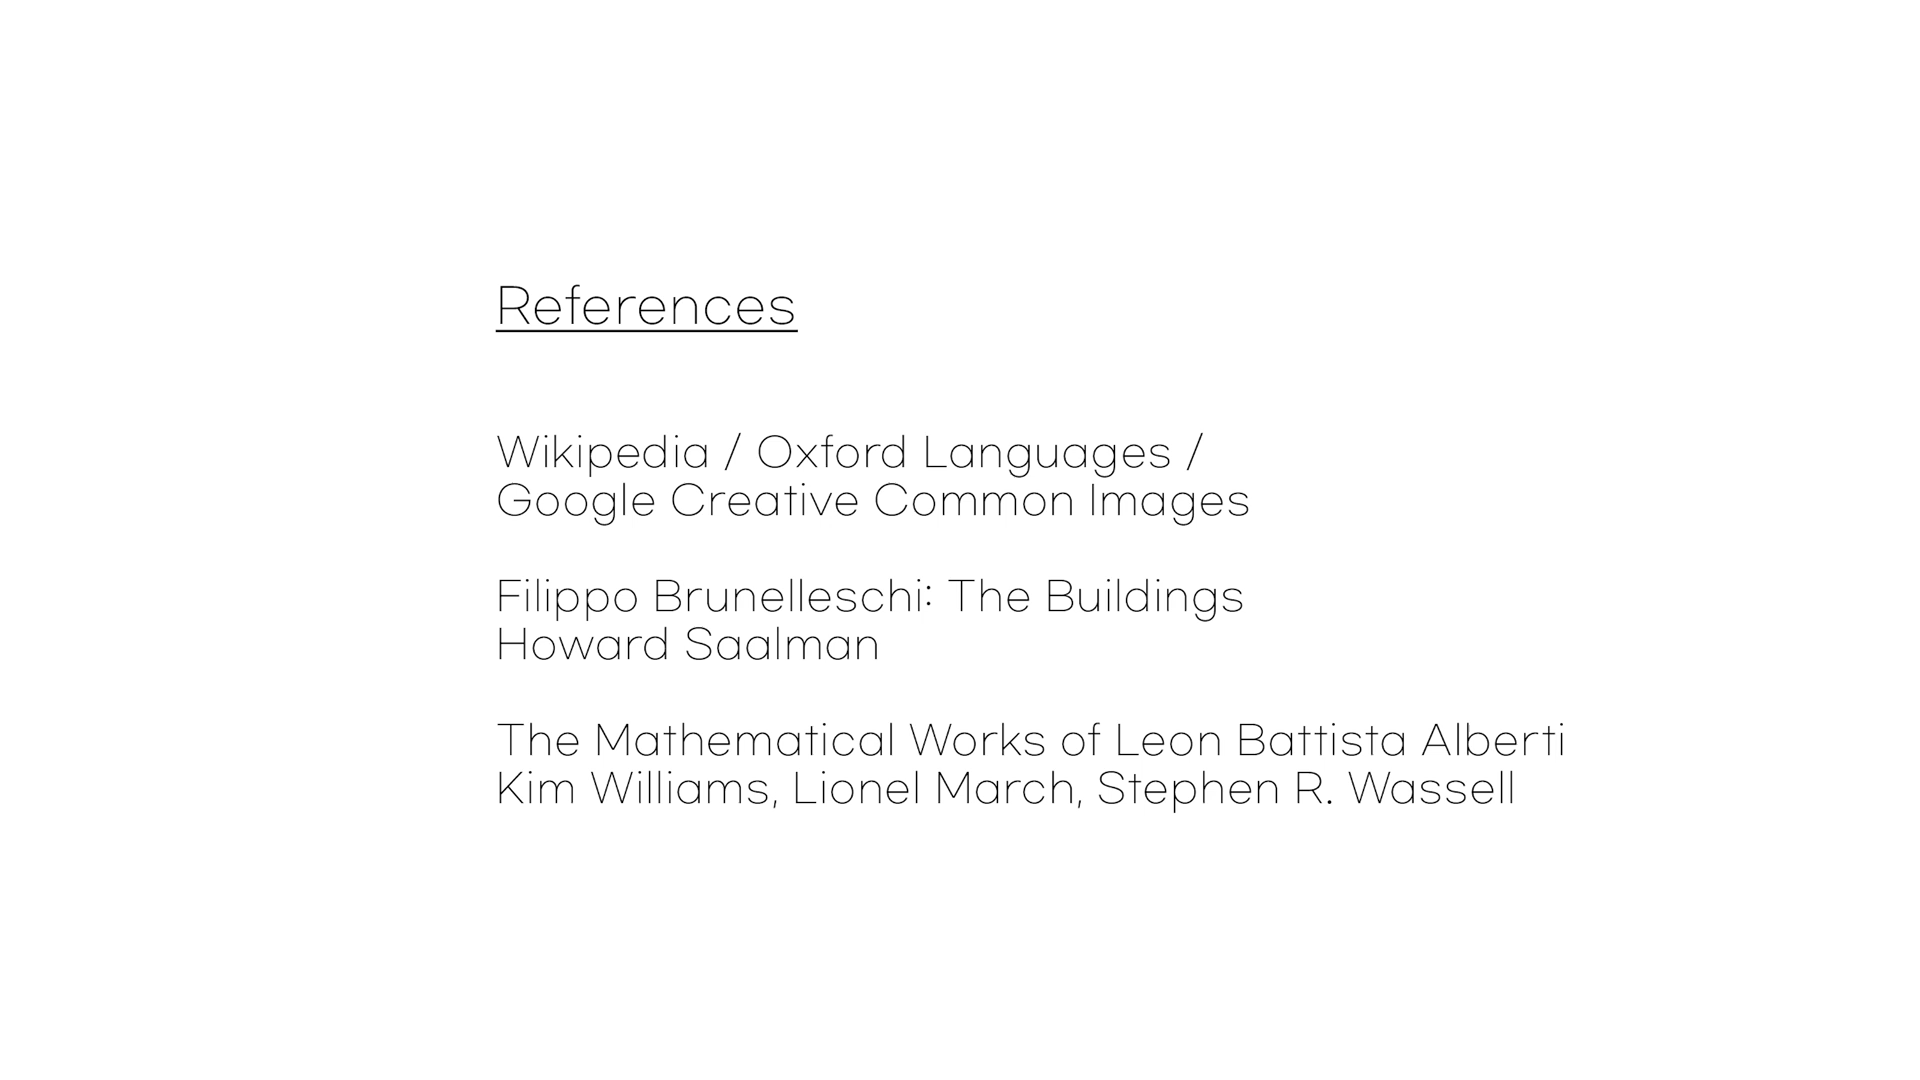 References
Wikipedia / Oxford Languages /
Google Creative Common Images
Filippo Brunelleschi: The Buildings
Howard Saalman
The Mathematical Works of Leon Battista Alberti
Kim Williams, Lionel March, Stephen R. Wassell